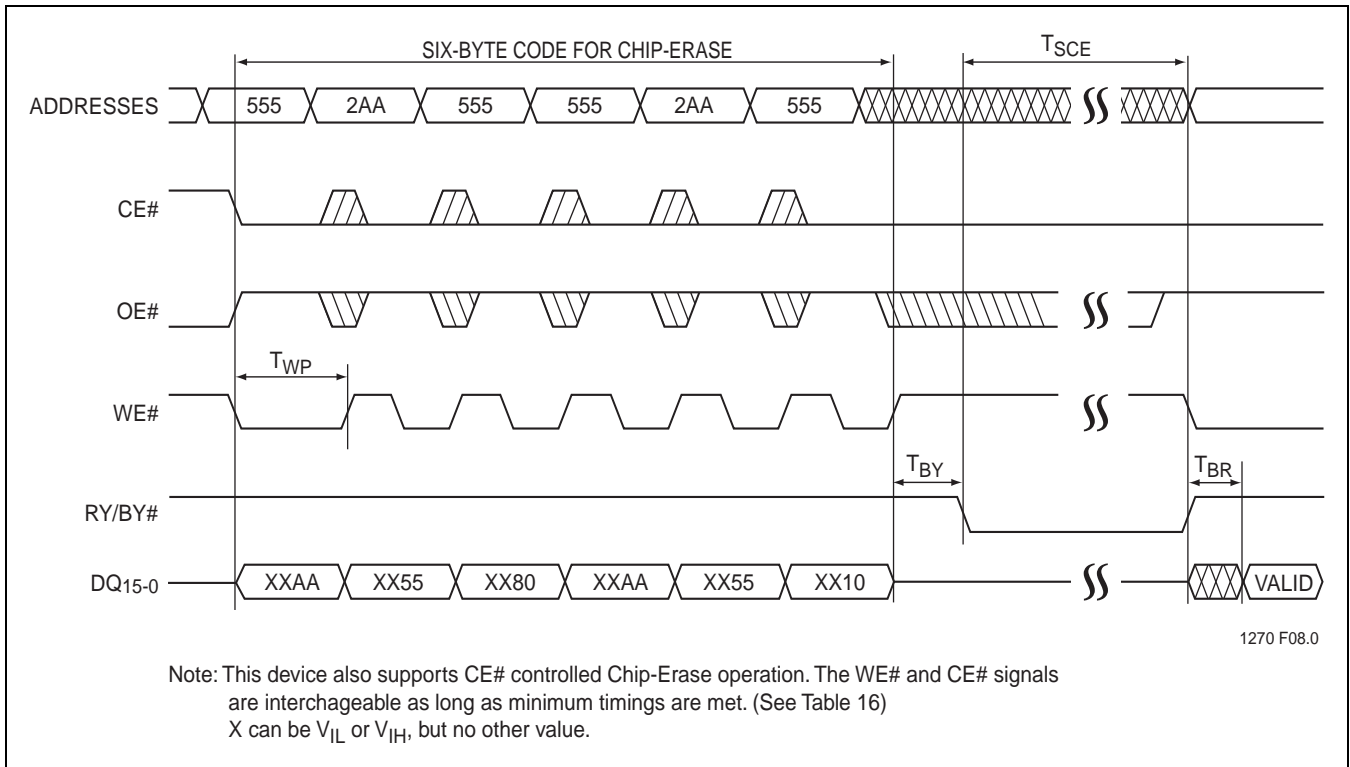 SIX-BYTE CODE FOR CHIP-ERASE
TSCE
ADDRESSES 555 2AA 555 555 2AA 555
CE#
OE#
TWP
WE#
TBY TBR
RY/BY#
DQ15-0 XXAA XX55 XX80 XXAA XX55 XX10 VALID
1270 F08.0
Note: This device also supports CE# controlled Chip-Erase operation. The WE# and CE# signals
are interchageable as long as minimum timings are met. (See Table 16)
X can be VIL or VIH, but no other value.